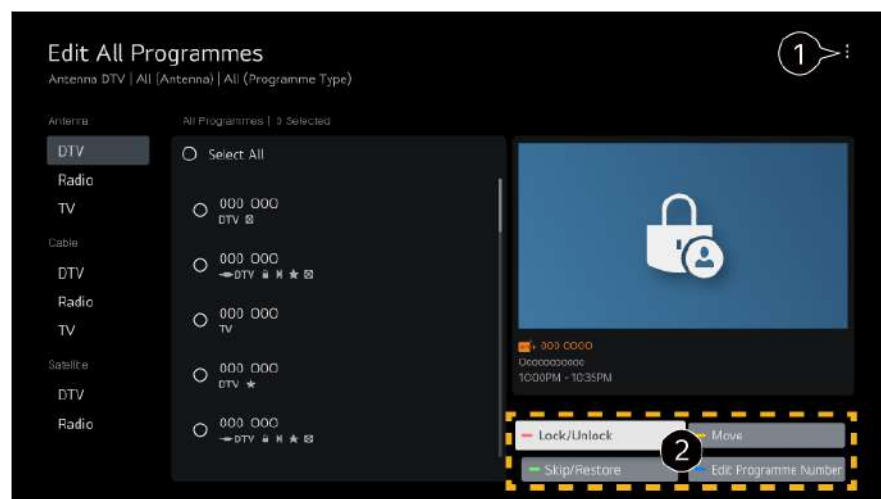 Edit All Programmes
Antenna DTV | All (Antenna) | All (Programme Type)
1
Antenna
All Programmes | 0 Selected
DTV
Radio
TV
Cable
DTV
Radio
TV
Satellite
DTV
Radio
Select All
000 000
DTV
000 000
DTV
000 000
TV
000 000
DTV
000 000
DTV
000 0000
10:00PM - 10:35PM
Lock/Unlock
Move
2
Skip/Restore
Edit Programme Number